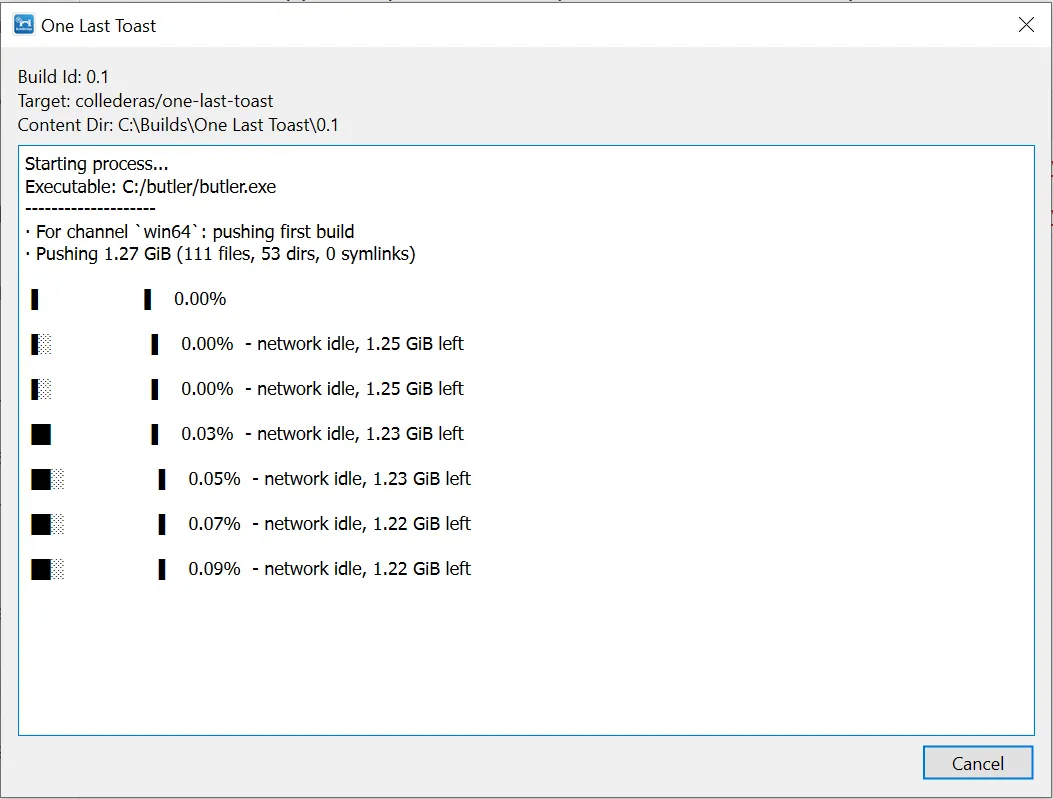 One Last Toast
Build Id: 0.1
Target: collederas/one-last-toast
Content Dir: C:\Builds\One Last Toast\0.1
Starting process...
Executable: C:/butler/butler.exe
--------------------
· For channel `win64`: pushing first build
· Pushing 1.27 GiB (111 files, 53 dirs, 0 symlinks)
▌ ▐ 0.00%
▌░ ▐ 0.00% - network idle, 1.25 GiB left
▌░ ▐ 0.00% - network idle, 1.25 GiB left
▌█ ▐ 0.03% - network idle, 1.23 GiB left
▌█░ ▐ 0.05% - network idle, 1.23 GiB left
▌█░ ▐ 0.07% - network idle, 1.22 GiB left
▌█░ ▐ 0.09% - network idle, 1.22 GiB left
Cancel